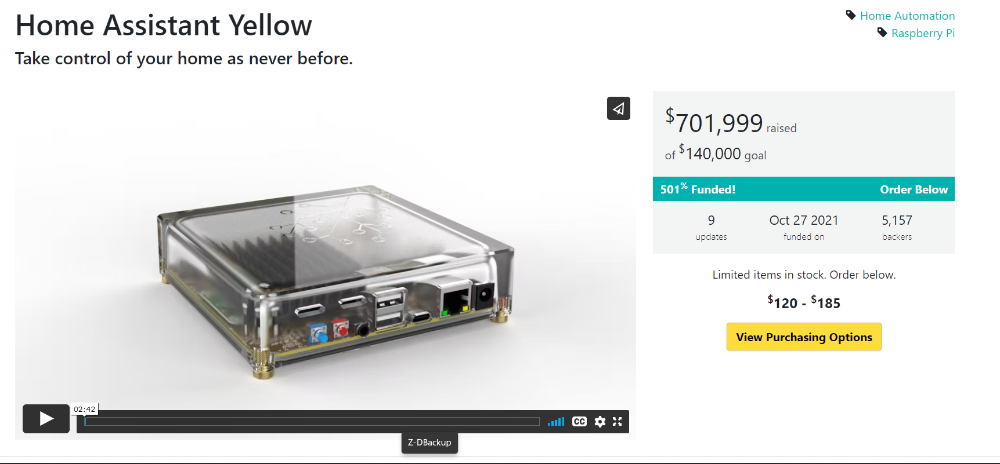 Home Assistant Yellow
Take control of your home as never before.
Home Automation
Raspberry Pi
$701,999 raised
of $140,000 goal
501% Funded! Order Below
9 Oct 27 2021 5,157
updates funded on backers
Limited items in stock. Order below.
$120 - $185
View Purchasing Options
02:42
CC
Z-DBackup